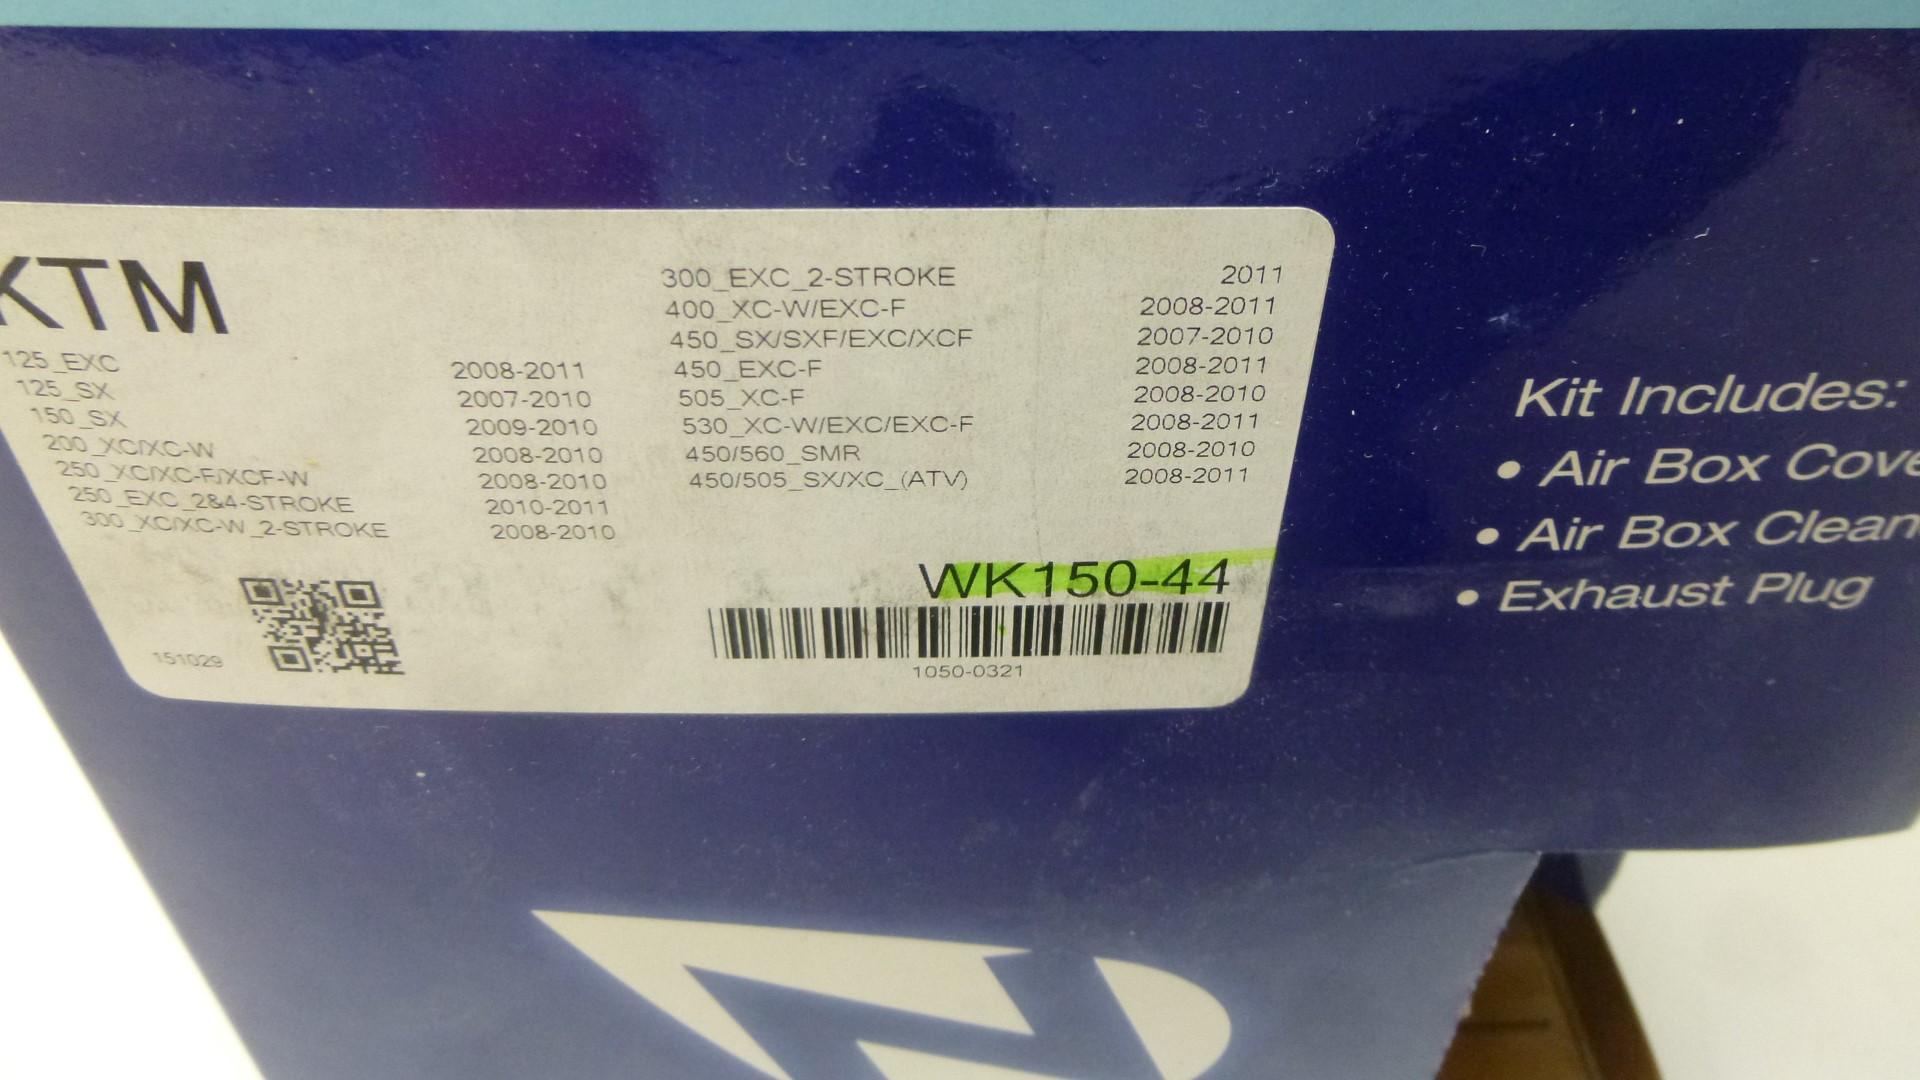 KTM
125_EXC 2008-2011
125_SX 2007-2010
150_SX 2009-2010
200_XC/XC-W 2008-2010
250_XC/XC-F/XCF-W 2008-2010
250_EXC_2&4-STROKE 2010-2011
300_XC/XC-W_2-STROKE 2008-2010
300_EXC_2-STROKE 2011
400_XC-W/EXC-F 2008-2011
450_SX/SXF/EXC/XCF 2007-2010
450_EXC-F 2008-2011
505_XC-F 2008-2010
530_XC-W/EXC/EXC-F 2008-2011
450/560_SMR 2008-2010
450/505_SX/XC_(ATV) 2008-2011
WK150-44
1050-0321
151029
Kit Includes:
• Air Box Cove
• Air Box Clean
• Exhaust Plug